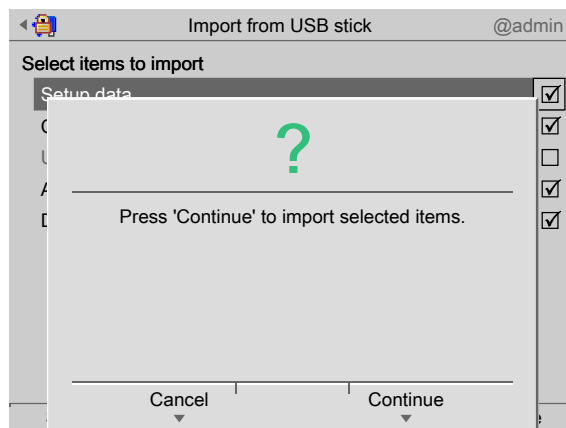 Import from USB stick @admin
Select items to import
Setup data
?
Press 'Continue' to import selected items.
Cancel Continue